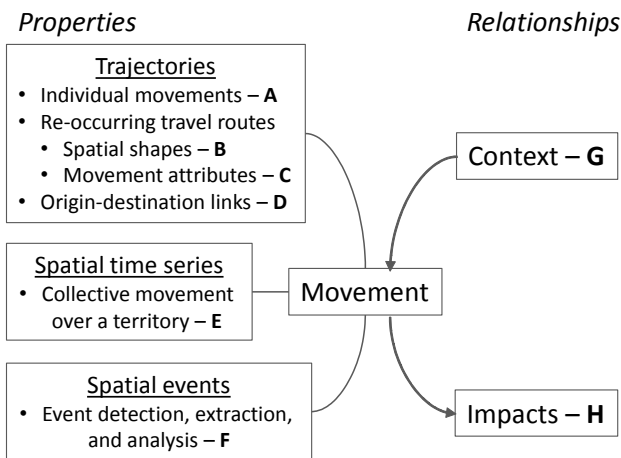 Properties
Relationships
Trajectories
• Individual movements – A
• Re-occurring travel routes
• Spatial shapes – B
• Movement attributes – C
• Origin-destination links – D
Spatial time series
• Collective movement
over a territory – E
Spatial events
• Event detection, extraction,
and analysis – F
Movement
Context – G
Impacts – H